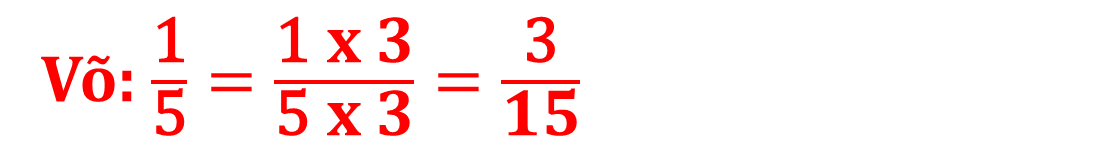 Võ: 1/5 = 1 x 3/5 x 3 = 3/15